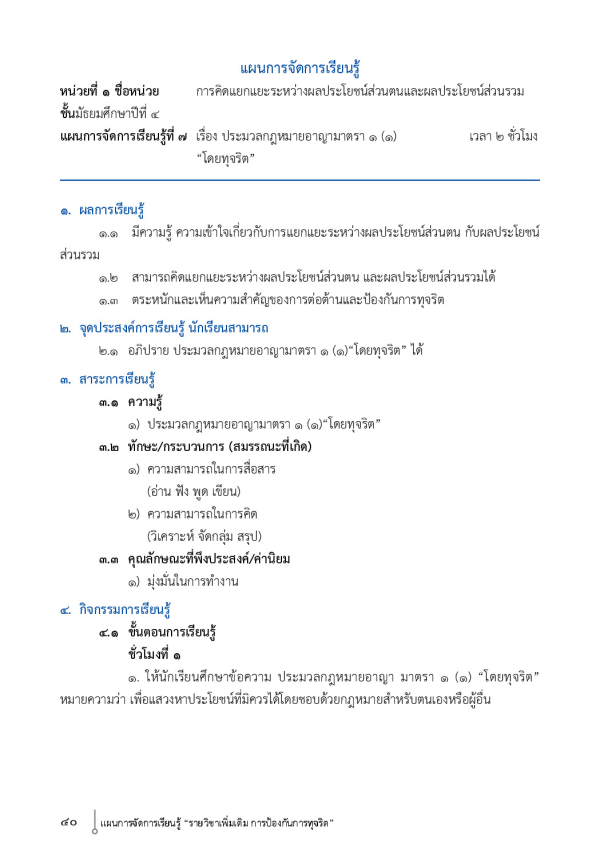 แผนการจัดการเรียนรู้
หน่วยที่ ๑ ชื่อหน่วย การคิดแยกแยะระหว่างผลประโยชน์ส่วนตนและผลประโยชน์ส่วนรวม
ชั้นมัธยมศึกษาปีที่ ๔
แผนการจัดการเรียนรู้ที่ ๗ เรื่อง ประมวลกฎหมายอาญามาตรา ๑ (๑) เวลา ๒ ชั่วโมง
“โดยทุจริต”
๑. ผลการเรียนรู้
๑.๑ มีความรู้ ความเข้าใจเกี่ยวกับการแยกแยะระหว่างผลประโยชน์ส่วนตน กับผลประโยชน์
ส่วนรวม
๑.๒ สามารถคิดแยกแยะระหว่างผลประโยชน์ส่วนตน และผลประโยชน์ส่วนรวมได้
๑.๓ ตระหนักและเห็นความสำคัญของการต่อต้านและป้องกันการทุจริต
๒. จุดประสงค์การเรียนรู้ นักเรียนสามารถ
๒.๑ อภิปราย ประมวลกฎหมายอาญามาตรา ๑ (๑)“โดยทุจริต” ได้
๓. สาระการเรียนรู้
๓.๑ ความรู้
๑) ประมวลกฎหมายอาญามาตรา ๑ (๑)“โดยทุจริต”
๓.๒ ทักษะ/กระบวนการ (สมรรถนะที่เกิด)
๑) ความสามารถในการสื่อสาร
(อ่าน ฟัง พูด เขียน)
๒) ความสามารถในการคิด
(วิเคราะห์ จัดกลุ่ม สรุป)
๓.๓ คุณลักษณะที่พึงประสงค์/ค่านิยม
๑) มุ่งมั่นในการทำงาน
๔. กิจกรรมการเรียนรู้
๔.๑ ขั้นตอนการเรียนรู้
ชั่วโมงที่ ๑
๑. ให้นักเรียนศึกษาข้อความ ประมวลกฎหมายอาญา มาตรา ๑ (๑) “โดยทุจริต”
หมายความว่า เพื่อแสวงหาประโยชน์ที่มิควรได้โดยชอบด้วยกฎหมายสำหรับตนเองหรือผู้อื่น
๔๐ แผนการจัดการเรียนรู้ “รายวิชาเพิ่มเติม การป้องกันการทุจริต”